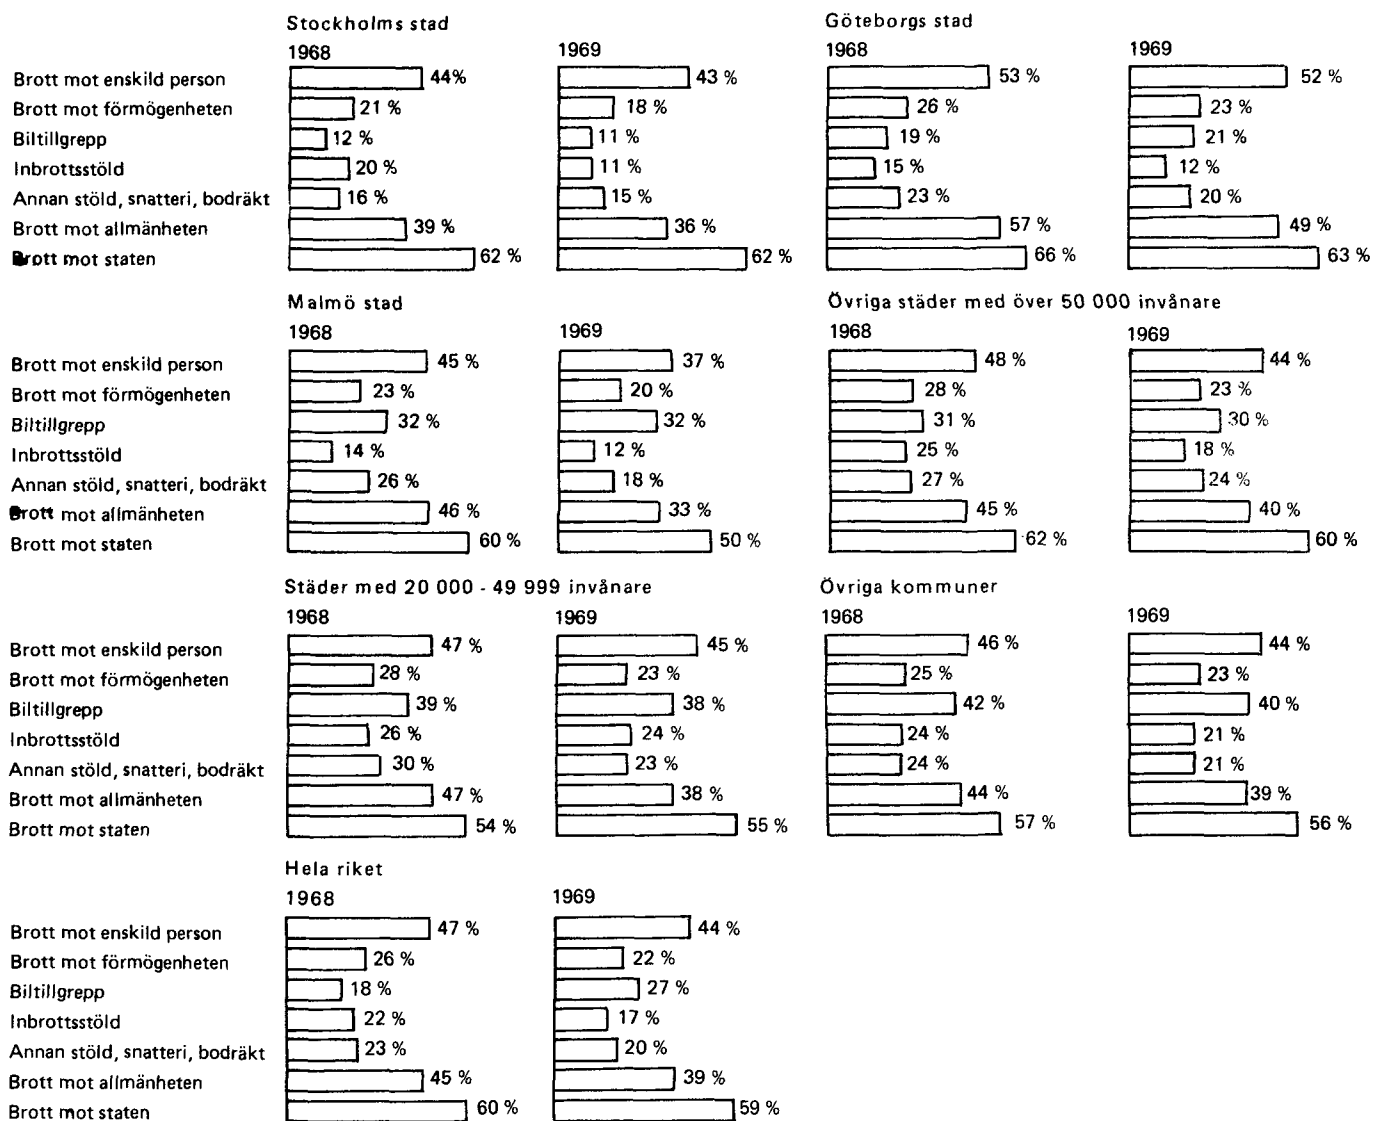 Stockholms stad Göteborgs stad
1968 1969 1968 1969
Brott mot enskild person 44% 43 % 53 % 52 %
Brott mot förmögenheten 21 % 18 % 26 % 23 %
Biltillgrepp 12 % 11 % 19 % 21 %
Inbrottsstöld 20 % 11 % 15 % 12 %
Annan stöld, snatteri, bodräkt 16 % 15 % 23 % 20 %
Brott mot allmänheten 39 % 36 % 57 % 49 %
Brott mot staten 62 % 62 % 66 % 63 %
Malmö stad Övriga städer med över 50 000 invånare
1968 1969 1968 1969
Brott mot enskild person 45 % 37 % 48 % 44 %
Brott mot förmögenheten 23 % 20 % 28 % 23 %
Biltillgrepp 32 % 32 % 31 % 30 %
Inbrottsstöld 14 % 12 % 25 % 18 %
Annan stöld, snatteri, bodräkt 26 % 18 % 27 % 24 %
Brott mot allmänheten 46 % 33 % 45 % 40 %
Brott mot staten 60 % 50 % 62 % 60 %
Städer med 20 000 - 49 999 invånare Övriga kommuner
1968 1969 1968 1969
Brott mot enskild person 47 % 45 % 46 % 44 %
Brott mot förmögenheten 28 % 23 % 25 % 23 %
Biltillgrepp 39 % 38 % 42 % 40 %
Inbrottsstöld 26 % 24 % 24 % 21 %
Annan stöld, snatteri, bodräkt 30 % 23 % 24 % 21 %
Brott mot allmänheten 47 % 38 % 44 % 39 %
Brott mot staten 54 % 55 % 57 % 56 %
Hela riket
1968 1969
Brott mot enskild person 47 % 44 %
Brott mot förmögenheten 26 % 22 %
Biltillgrepp 18 % 27 %
Inbrottsstöld 22 % 17 %
Annan stöld, snatteri, bodräkt 23 % 20 %
Brott mot allmänheten 45 % 39 %
Brott mot staten 60 % 59 %